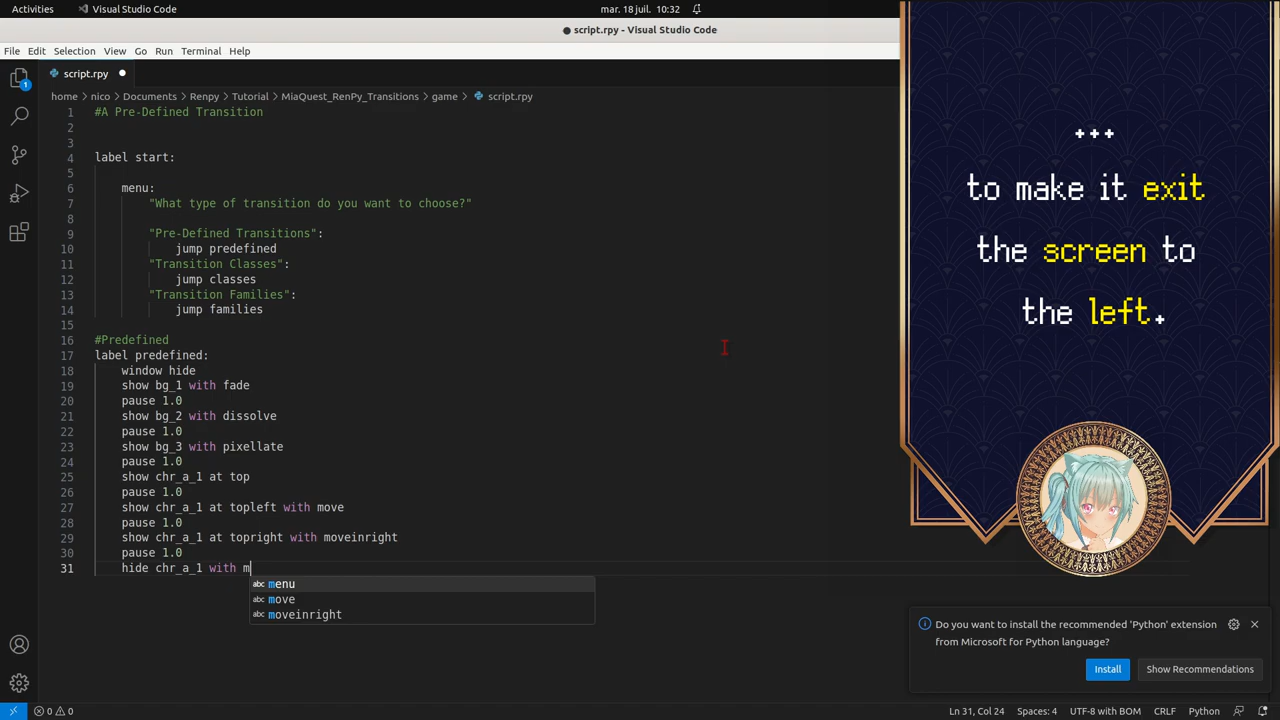 Activities
Visual Studio Code
mar. 18 juil. 10:32
● script.rpy - Visual Studio Code
File Edit Selection View Go Run Terminal Help
script.rpy
home > nico > Documents > Renpy > Tutorial > MiaQuest_RenPy_Transitions > game > script.rpy
1 #A Pre-Defined Transition
2
3
4 label start:
5
6 menu:
7 "What type of transition do you want to choose?"
8
9 "Pre-Defined Transitions":
10 jump predefined
11 "Transition Classes":
12 jump classes
13 "Transition Families":
14 jump families
15
16 #Predefined
17 label predefined:
18 window hide
19 show bg_1 with fade
20 pause 1.0
21 show bg_2 with dissolve
22 pause 1.0
23 show bg_3 with pixellate
24 pause 1.0
25 show chr_a_1 at top
26 pause 1.0
27 show chr_a_1 at topleft with move
28 pause 1.0
29 show chr_a_1 at topright with moveinright
30 pause 1.0
31 hide chr_a_1 with m
abc menu
abc move
abc moveinright
...
to make it exit
the screen to
the left.
Do you want to install the recommended 'Python' extension
from Microsoft for Python language?
Install
Show Recommendations
1
0 0
Ln 31, Col 24
Spaces: 4
UTF-8 with BOM
CRLF
Python